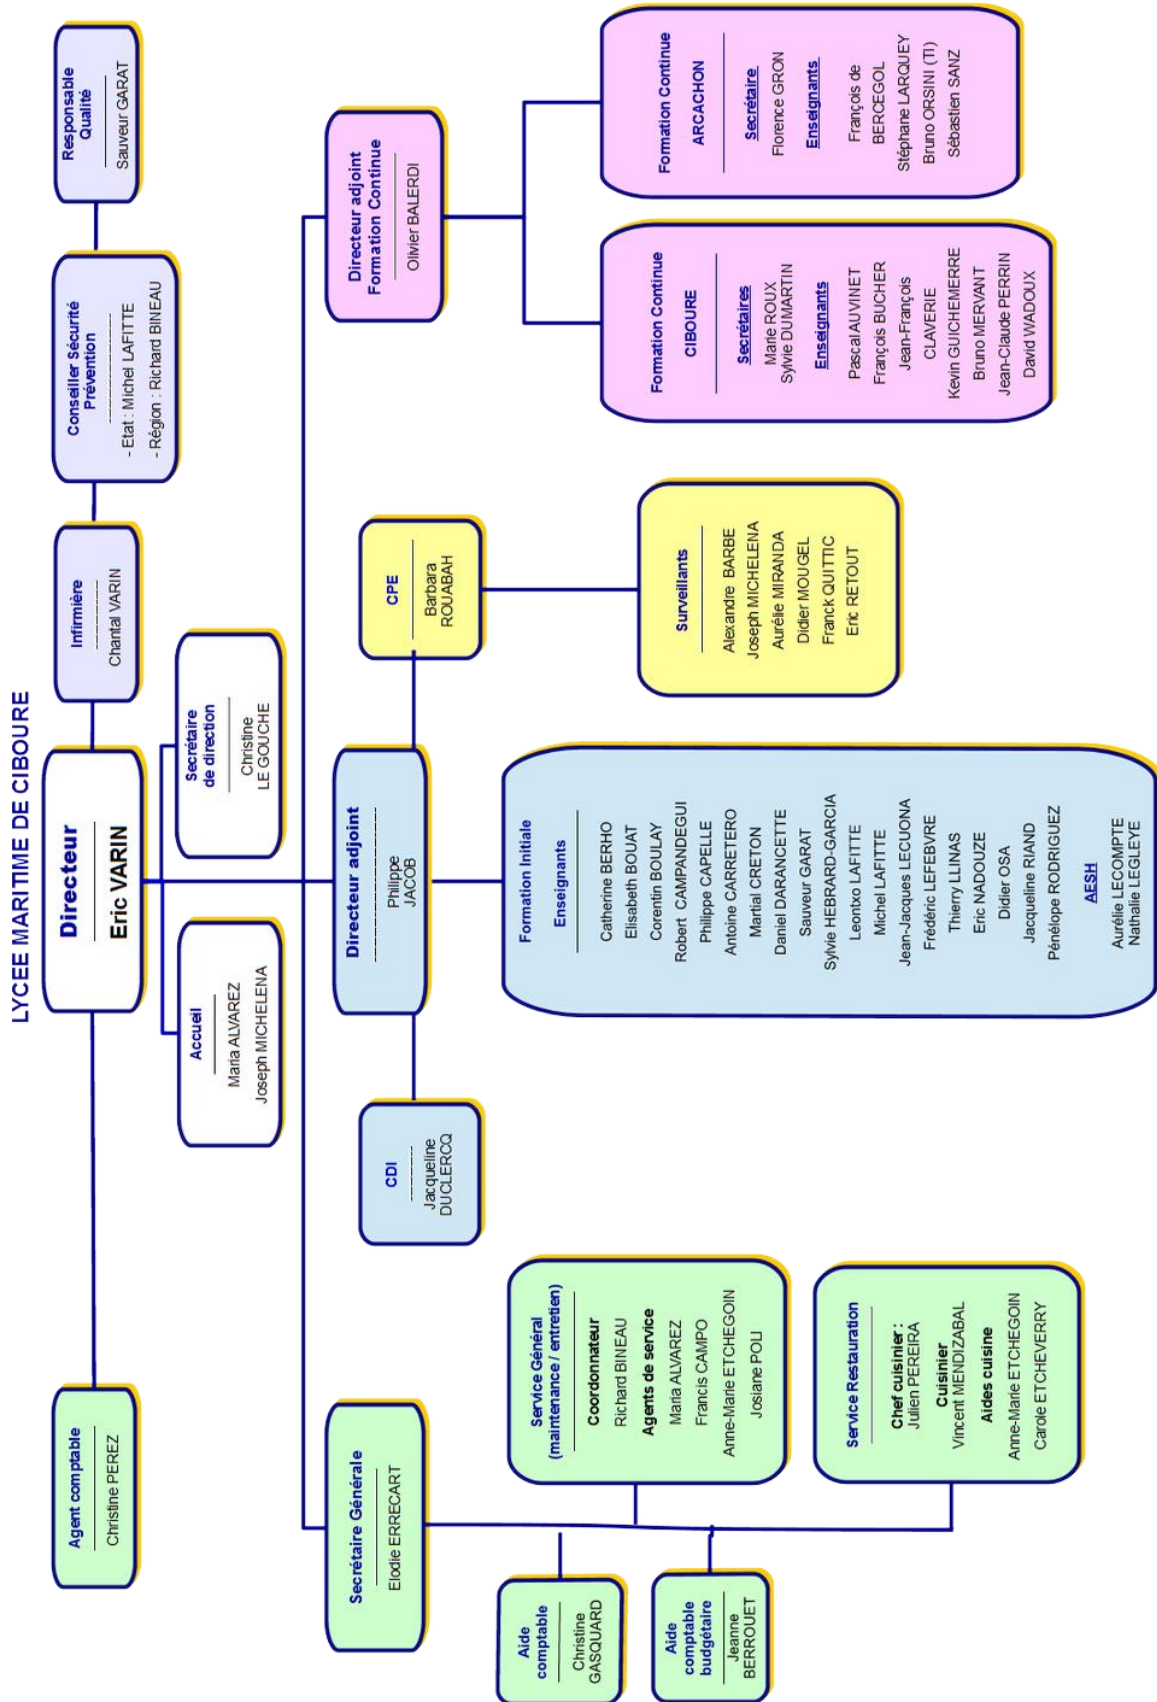 LYCEE MARITIME DE CIBOURE
Agent comptable
Christine PEREZ
Directeur
Eric VARIN
Infirmière
Chantal VARIN
Conseiller Sécurité
Prévention
- Etat : Michel LAFITTE
- Région : Richard BINEAU
Responsable
Qualité
Sauveur GARAT
Accueil
Maria ALVAREZ
Joseph MICHELENA
Secrétaire
de direction
Christine
LE GOUCHE
Secrétaire Générale
Elodie ERRECART
Directeur adjoint
Philippe
JACOB
Directeur adjoint
Formation Continue
Olivier BALERDI
CDI
Jacqueline
DUCLERCQ
CPE
Barbara
ROUABAH
Aide
comptable
Christine
GASQUARD
Aide
comptable
budgétaire
Jeanne
BERROUET
Service Général
(maintenance / entretien)
Coordonnateur
Richard BINEAU
Agents de service
Maria ALVAREZ
Francis CAMPO
Anne-Marie ETCHEGOIN
Josiane POLI
Service Restauration
Chef cuisinier :
Julien PEREIRA
Cuisinier
Vincent MENDIZABAL
Aides cuisine
Anne-Marie ETCHEGOIN
Carole ETCHEVERRY
Formation Initiale
Enseignants
Catherine BERHO
Elisabeth BOUAT
Corentin BOULAY
Robert CAMPANDEGUI
Philippe CAPELLE
Antoine CARRETERO
Martial CRETON
Daniel DARANCETTE
Sauveur GARAT
Sylvie HEBRARD-GARCIA
Leontxo LAFITTE
Michel LAFITTE
Jean-Jacques LECUONA
Frédéric LEFEBVRE
Thierry LLINAS
Eric NADOUZE
Didier OSA
Jacqueline RIAND
Pénélope RODRIGUEZ
AESH
Aurélie LECOMPTE
Nathalie LEGLEYE
Surveillants
Alexandre BARBE
Joseph MICHELENA
Aurélie MIRANDA
Didier MOUGEL
Franck QUITTIC
Eric RETOUT
Formation Continue
CIBOURE
Secrétaires
Marie ROUX
Sylvie DUMARTIN
Enseignants
Pascal AUVINET
François BUCHER
Jean-François
CLAVERIE
Kevin GUICHEMERRE
Bruno MERVANT
Jean-Claude PERRIN
David WADOUX
Formation Continue
ARCACHON
Secrétaire
Florence GRON
Enseignants
François de
BERCEGOL
Stéphane LARQUEY
Bruno ORSINI (TI)
Sébastien SANZ